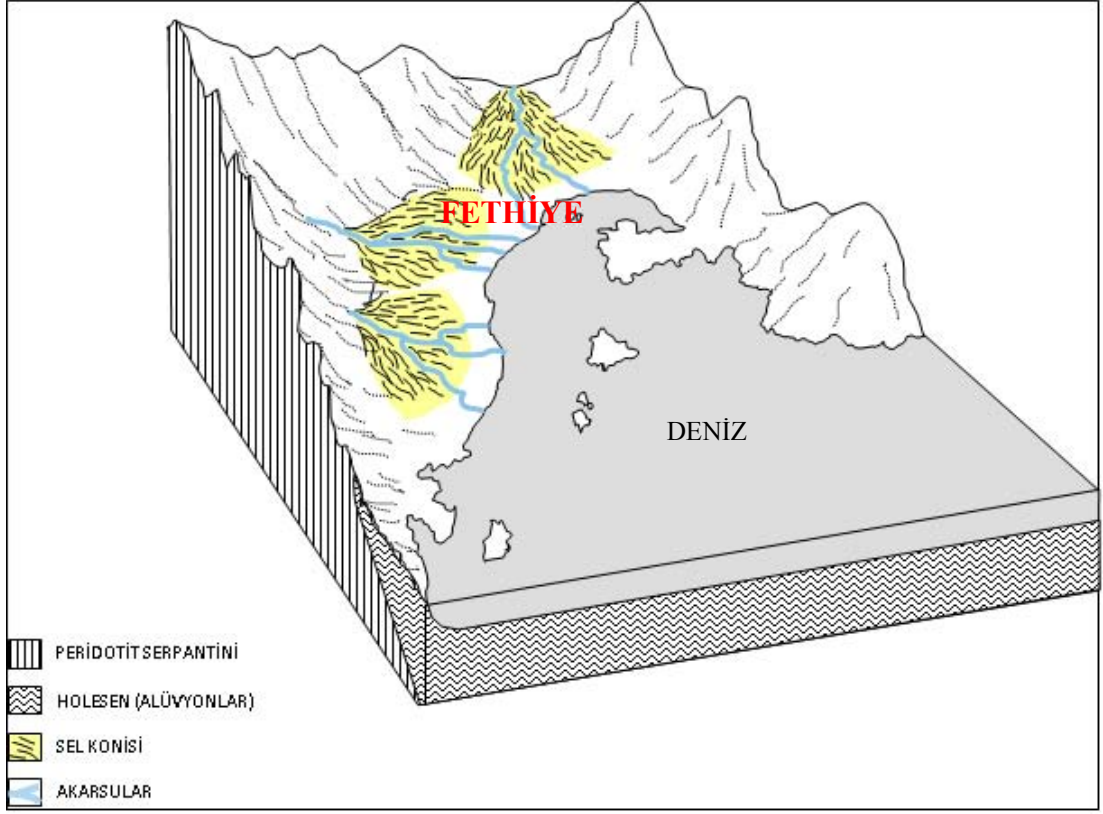 FETHİYE
DENİZ
PERİDOTİT SERPANTİNİ
HOLESEN (ALÜVYONLAR)
SEL KONİSİ
AKARSULAR